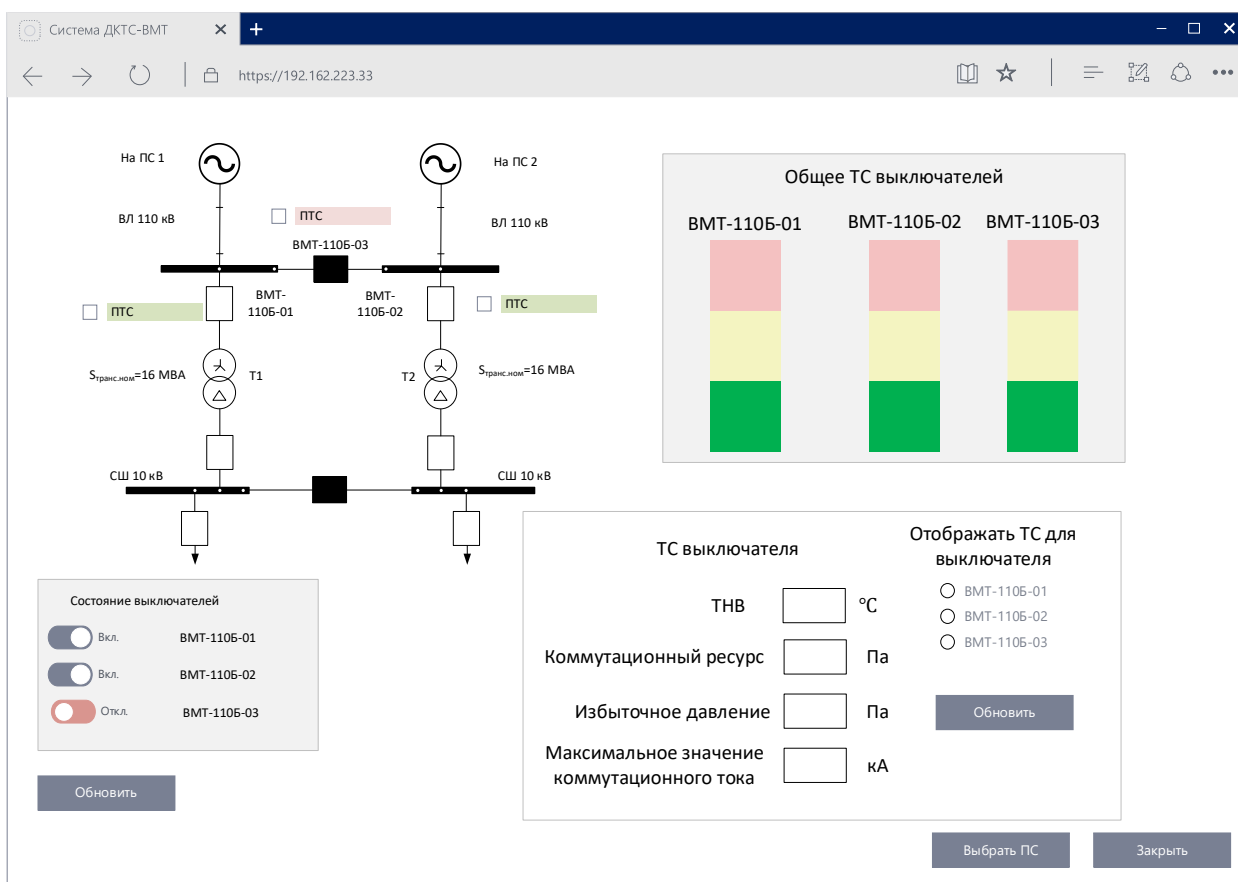 Система ДКТС-ВМТ
https://192.162.223.33
На ПС 1
На ПС 2
ВЛ 110 кВ
ПТС
ВЛ 110 кВ
ВМТ-110Б-03
ПТС
ВМТ-
110Б-01
ВМТ-
110Б-02
ПТС
Sтранс.ном=16 МВА
Т1
Т2
Sтранс.ном=16 МВА
СШ 10 кВ
СШ 10 кВ
Общее ТС выключателей
ВМТ-110Б-01
ВМТ-110Б-02
ВМТ-110Б-03
Состояние выключателей
Вкл.
ВМТ-110Б-01
Вкл.
ВМТ-110Б-02
Откл.
ВМТ-110Б-03
Обновить
ТС выключателя
ТНВ
°С
Коммутационный ресурс
Па
Избыточное давление
Па
Максимальное значение
коммутационного тока
кА
Отображать ТС для
выключателя
ВМТ-110Б-01
ВМТ-110Б-02
ВМТ-110Б-03
Обновить
Выбрать ПС
Закрыть